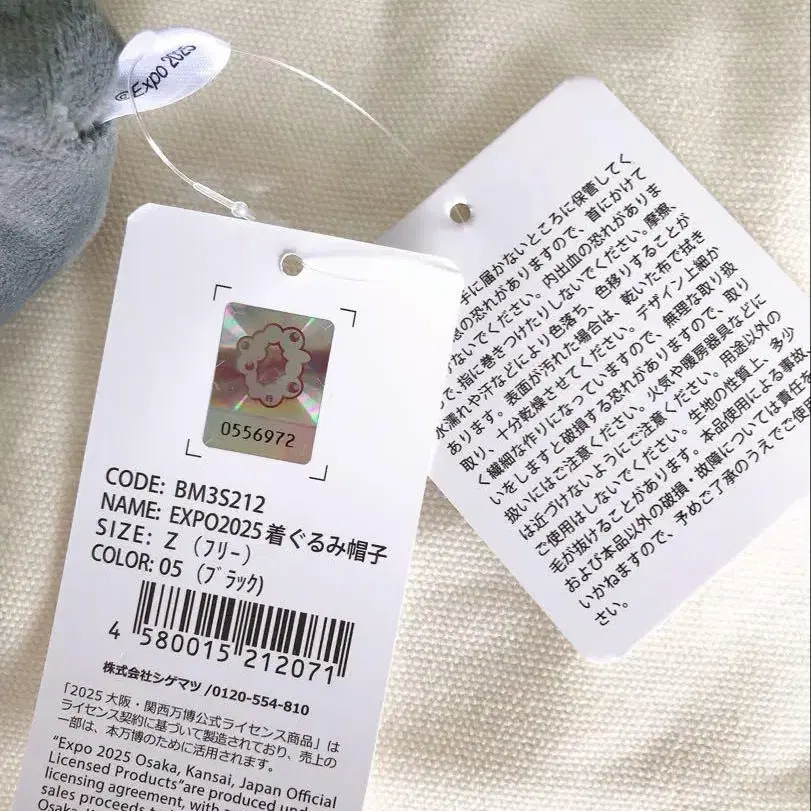 © Expo 2025
0556972
CODE: BM3S212
NAME: EXPO2025 着ぐるみ帽子
SIZE: Z (フリー)
COLOR: 05 (ブラック)
4 580015 212071
株式会社シゲマツ /0120-554-810
「2025 大阪・関西万博公式ライセンス商品」は
ライセンス契約に基づいて製造されており、売上の
一部は、本万博のために活用されます。
"Expo 2025 Osaka, Kansai, Japan Official
Licensed Products"are produced under
licensing agreement, with
sales proceeds
手に届かないところに保管してく
の恐れがありますので、首にかけて
ないでください。内出血の恐れがありま
で、指に巻きつけたりしないでください。摩擦、
水濡れや汗などにより色落ち、色移りすることが
あります。表面が汚れた場合は、乾いた布で拭き
取り、十分乾燥させてください。デザイン上細か
く繊細な作りになっていますので、無理な取り扱
いをしますと破損する恐れがありますので、取り
扱いにはご注意ください。火気や暖房器具などに
は近づけないようにご注意ください。用途以外の
ご使用はしないでください。生地の性質上、多少
毛が抜けることがあります。本品使用による事故
および本品以外の破損・故障については責任を
いかねますので、予めご了承のうえでご使用
さい。